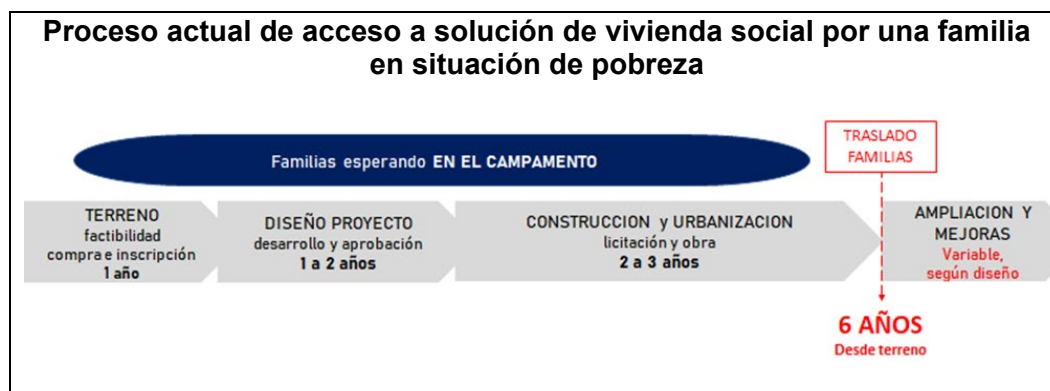 Proceso actual de acceso a solución de vivienda social por una familia
en situación de pobreza
Familias esperando EN EL CAMPAMENTO
TRASLADO
FAMILIAS
TERRENO
factibilidad
compra e inscripción
1 año
DISEÑO PROYECTO
desarrollo y aprobación
1 a 2 años
CONSTRUCCION y URBANIZACION
licitación y obra
2 a 3 años
AMPLIACION Y
MEJORAS
Variable,
según diseño
6 AÑOS
Desde terreno